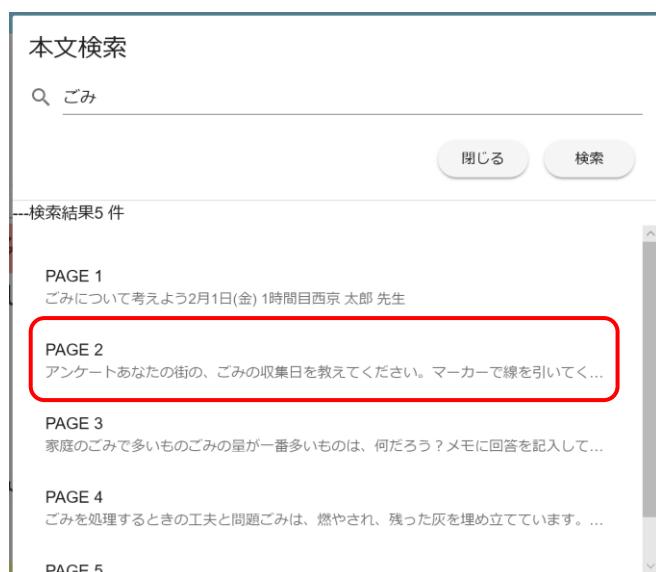 本文検索
ごみ
閉じる 検索
---検索結果5 件
PAGE 1
ごみについて考えよう2月1日(金) 1時間目西京 太郎 先生
PAGE 2
アンケートあなたの街の、ごみの収集日を教えてください。マーカーで線を引いてく...
PAGE 3
家庭のごみで多いものごみの量が一番多いものは、何だろう?メモに回答を記入して...
PAGE 4
ごみを処理するときの工夫と問題ごみは、燃やされ、残った灰を埋め立てています。...
PAGE 5